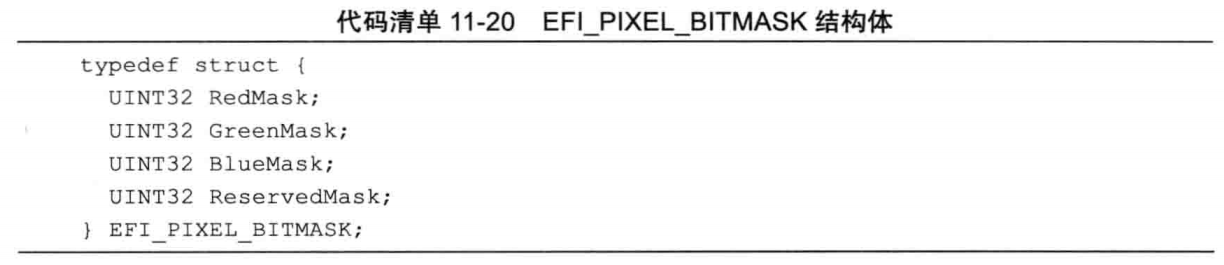 代码清单 11-20 EFI_PIXEL_BITMASK 结构体
typedef struct {
UINT32 RedMask;
UINT32 GreenMask;
UINT32 BlueMask;
UINT32 ReservedMask;
} EFI_PIXEL_BITMASK;